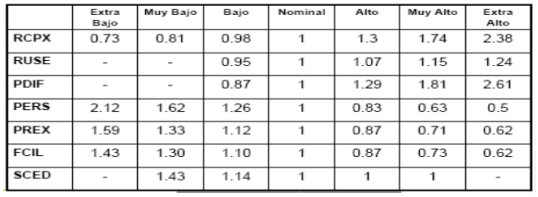 Extra Bajo Muy Bajo Bajo Nominal Alto Muy Alto Extra Alto
RCPX 0.73 0.81 0.98 1 1.3 1.74 2.38
RUSE - - 0.95 1 1.07 1.15 1.24
PDIF - - 0.87 1 1.29 1.81 2.61
PERS 2.12 1.62 1.26 1 0.83 0.63 0.5
PREX 1.59 1.33 1.12 1 0.87 0.71 0.62
FCIL 1.43 1.30 1.10 1 0.87 0.73 0.62
SCED - 1.43 1.14 1 1 1 -